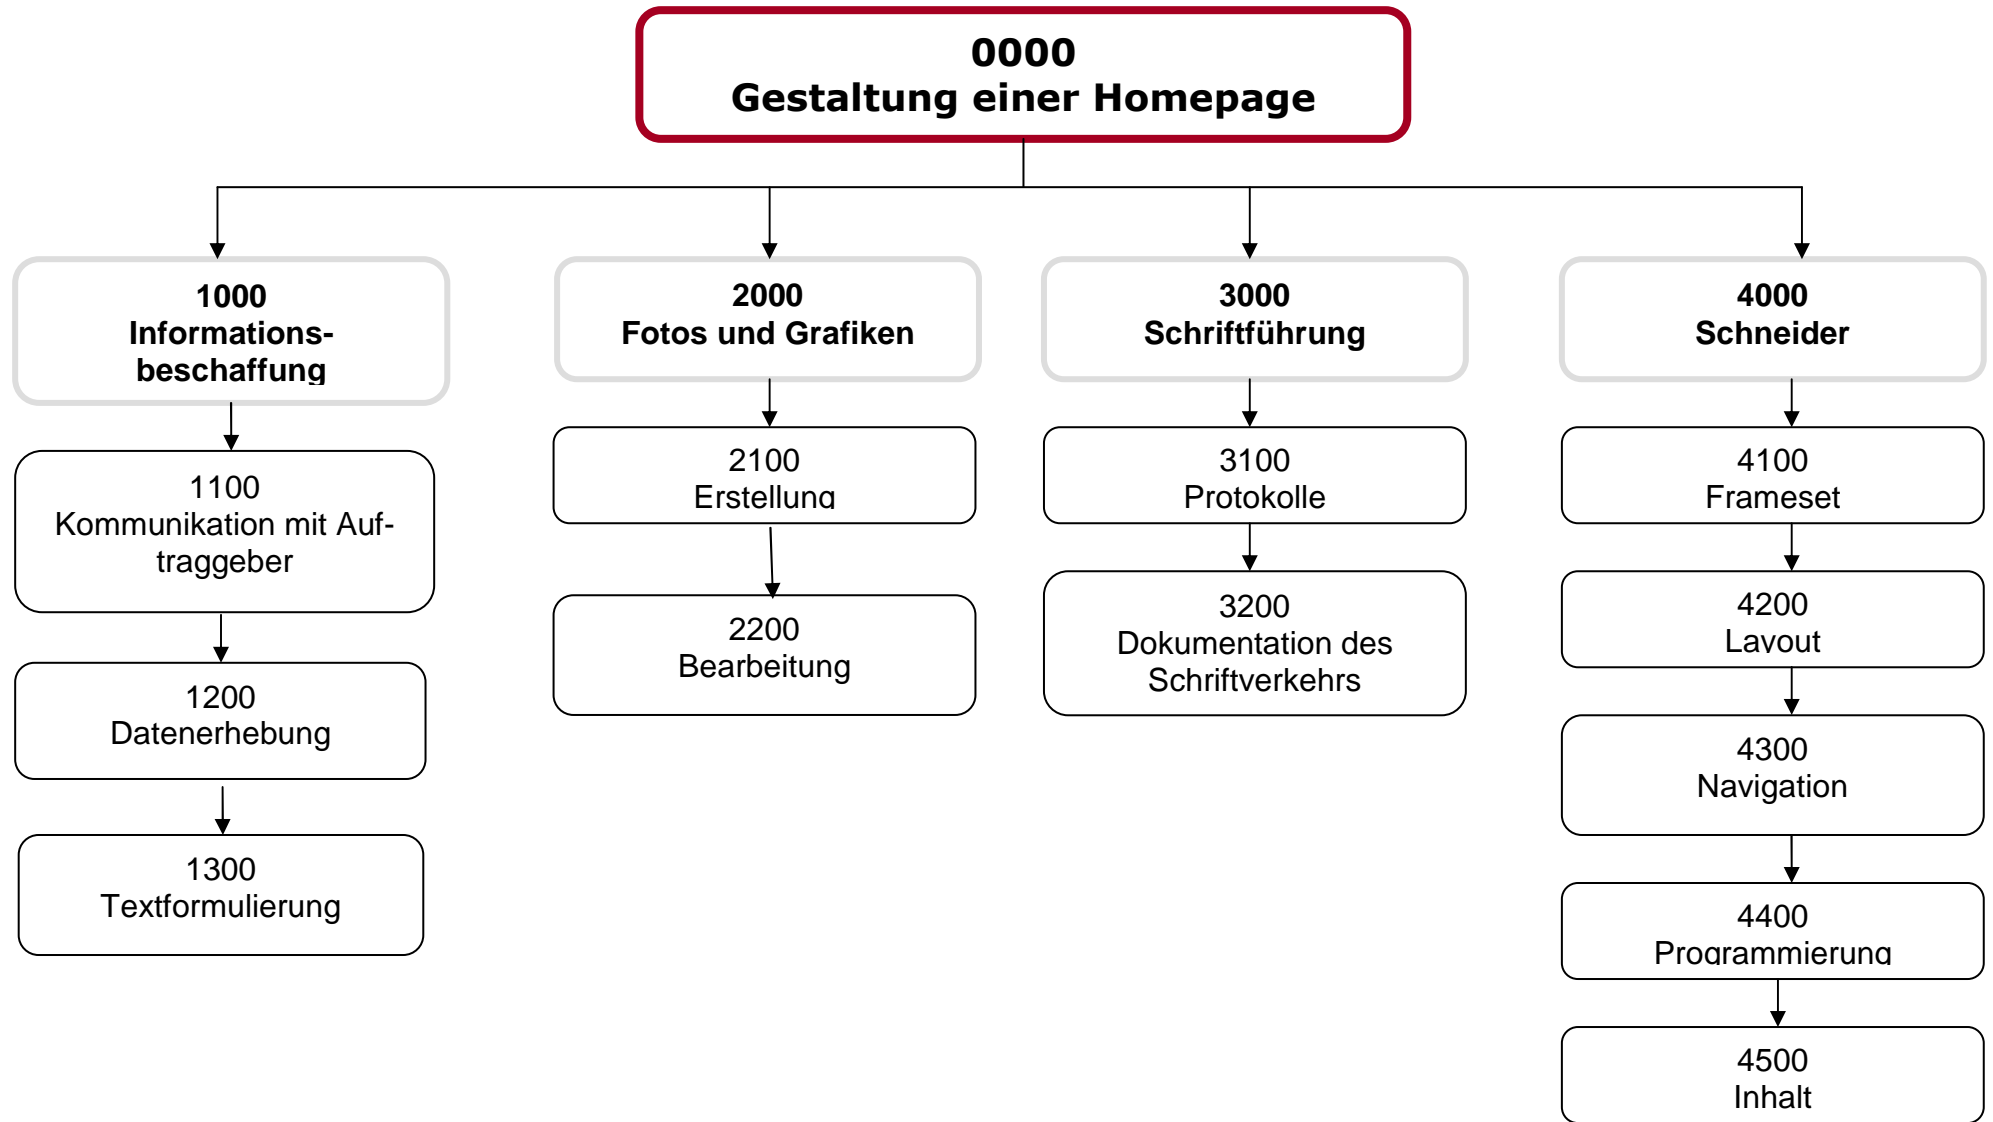 0000
Gestaltung einer Homepage
1000
Informations-
beschaffung
2000
Fotos und Grafiken
3000
Schriftführung
4000
Schneider
1100
Kommunikation mit Auf-
traggeber
1200
Datenerhebung
1300
Textformulierung
2100
Erstellung
2200
Bearbeitung
3100
Protokolle
3200
Dokumentation des
Schriftverkehrs
4100
Frameset
4200
Layout
4300
Navigation
4400
Programmierung
4500
Inhalt